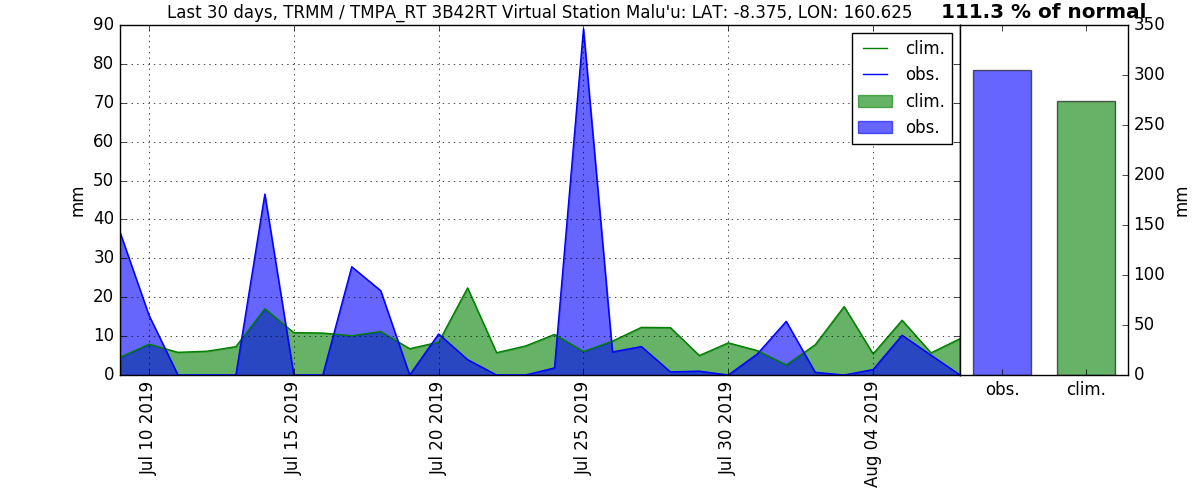 Last 30 days, TRMM / TMPA_RT 3B42RT Virtual Station Malu'u: LAT: -8.375, LON: 160.625
111.3 % of normal
90
80
70
60
50
40
30
20
10
0
mm
clim.
obs.
clim.
obs.
350
300
250
200
150
100
50
0
mm
obs.
clim.
Jul 10 2019
Jul 15 2019
Jul 20 2019
Jul 25 2019
Jul 30 2019
Aug 04 2019